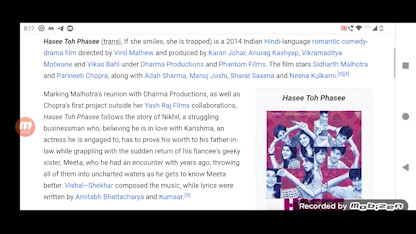 8:17
Hasee Toh Phasee (transl. If she smiles, she is trapped) is a 2014 Indian Hindi-language romantic comedy-
drama film directed by Vinil Mathew and produced by Karan Johar, Anurag Kashyap, Vikramaditya
Motwane and Vikas Bahl under Dharma Productions and Phantom Films. The film stars Sidharth Malhotra
and Parineeti Chopra, along with Adah Sharma, Manoj Joshi, Sharat Saxena and Neena Kulkarni.[3][4]
Marking Malhotra's reunion with Dharma Productions, as well as
Chopra's first project outside her Yash Raj Films collaborations,
Hasee Toh Phasee follows the story of Nikhil, a struggling
businessman who, believing he is in love with Karishma, an
actress he is engaged to, has to prove his worth to his father-in-
law while grappling with the sudden return of his fiancee's geeky
sister, Meeta, who he had an encounter with years ago, throwing
all of them into uncharted waters as he gets to know Meeta
better. Vishal–Shekhar composed the music, while lyrics were
written by Amitabh Bhattacharya and Kumaar.[5]
Hasee Toh Phasee
Recorded by Mobizen